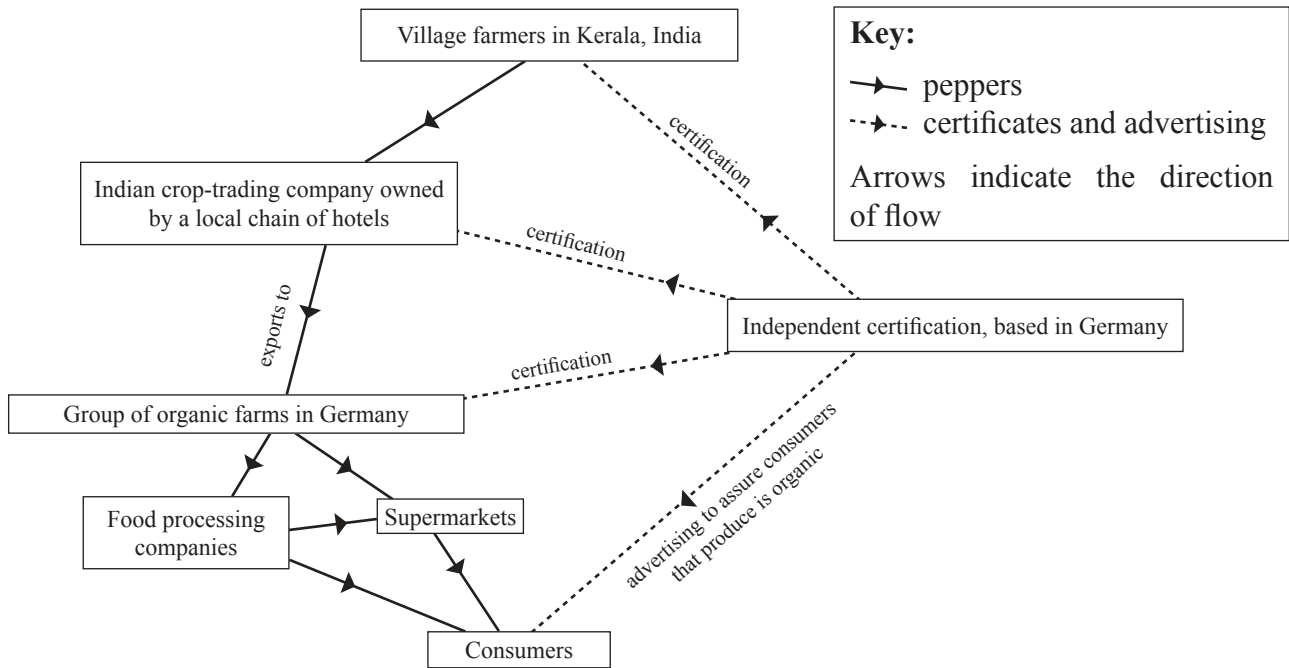 Village farmers in Kerala, India
Key:
peppers
certificates and advertising
Arrows indicate the direction
of flow
certification
Indian crop-trading company owned
by a local chain of hotels
certification
exports to
Independent certification, based in Germany
certification
Group of organic farms in Germany
advertising to assure consumers
that produce is organic
Food processing
companies
Supermarkets
Consumers